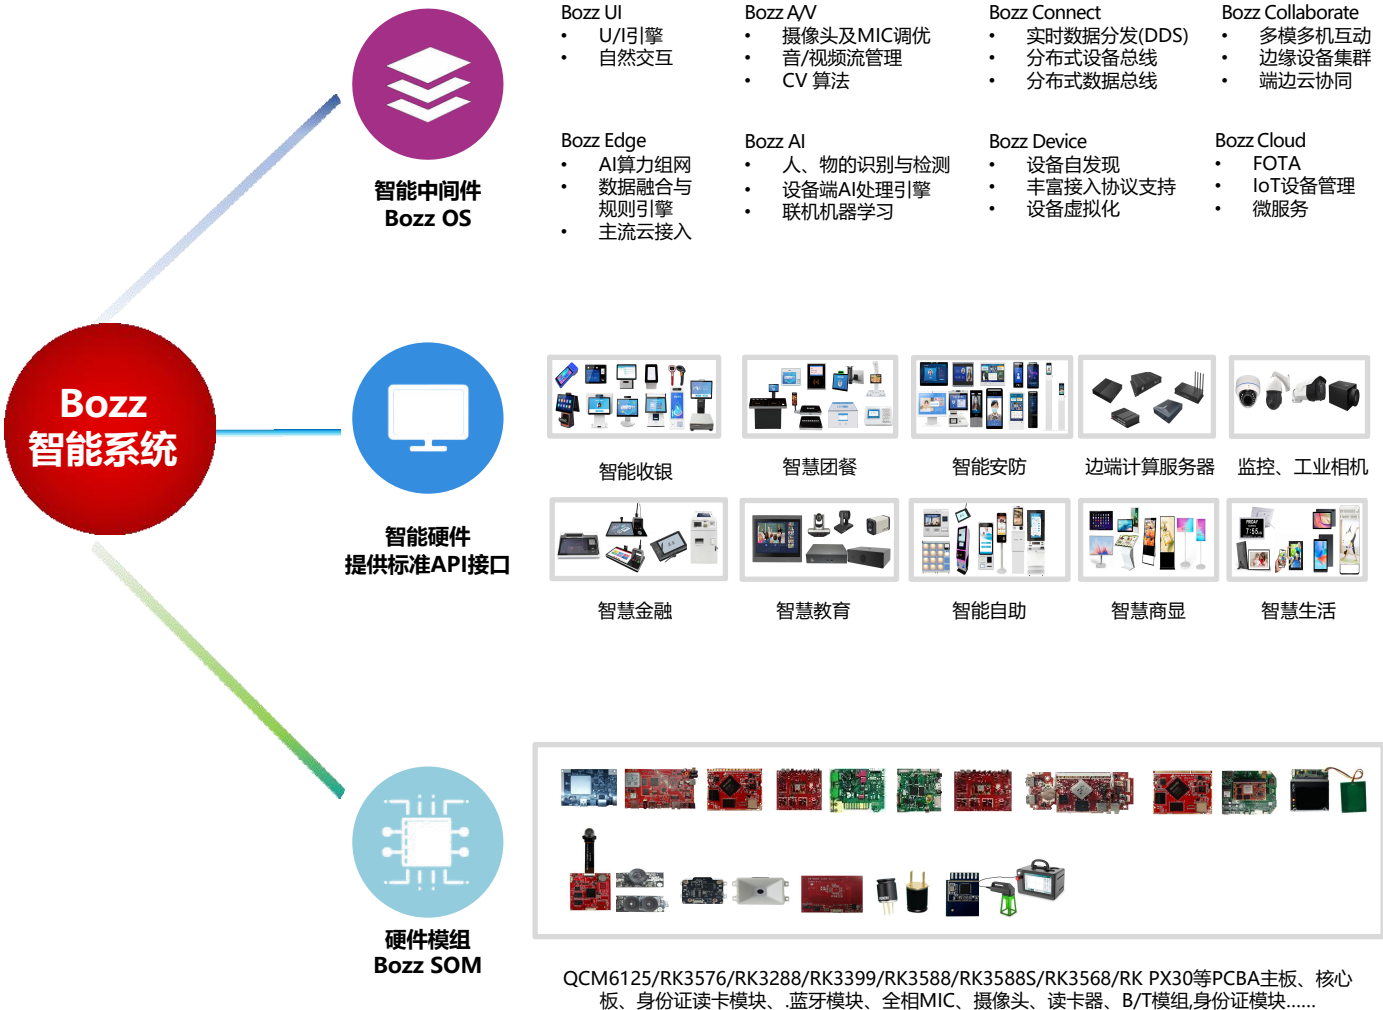 Bozz UI
• U/I引擎
• 自然交互
Bozz A/V
• 摄像头及MIC调优
• 音/视频流管理
• CV 算法
Bozz Connect
• 实时数据分发(DDS)
• 分布式设备总线
• 分布式数据总线
Bozz Collaborate
• 多模多机互动
• 边缘设备集群
• 端边云协同
智能中间件
Bozz OS
Bozz Edge
• AI算力组网
• 数据融合与
规则引擎
• 主流云接入
Bozz AI
• 人、物的识别与检测
• 设备端AI处理引擎
• 联机机器学习
Bozz Device
• 设备自发现
• 丰富接入协议支持
• 设备虚拟化
Bozz Cloud
• FOTA
• IoT设备管理
• 微服务
Bozz
智能系统
智能硬件
提供标准API接口
智能收银
智慧团餐
智能安防
边端计算服务器
监控、工业相机
FRIDAY
7:55
智慧金融
智慧教育
智能自助
智慧商显
智慧生活
硬件模组
Bozz SOM
QCM6125/RK3576/RK3288/RK3399/RK3588/RK3588S/RK3568/RK PX30等PCBA主板、核心
板、身份证读卡模块、.蓝牙模块、全相MIC、摄像头、读卡器、B/T模组,身份证模块......